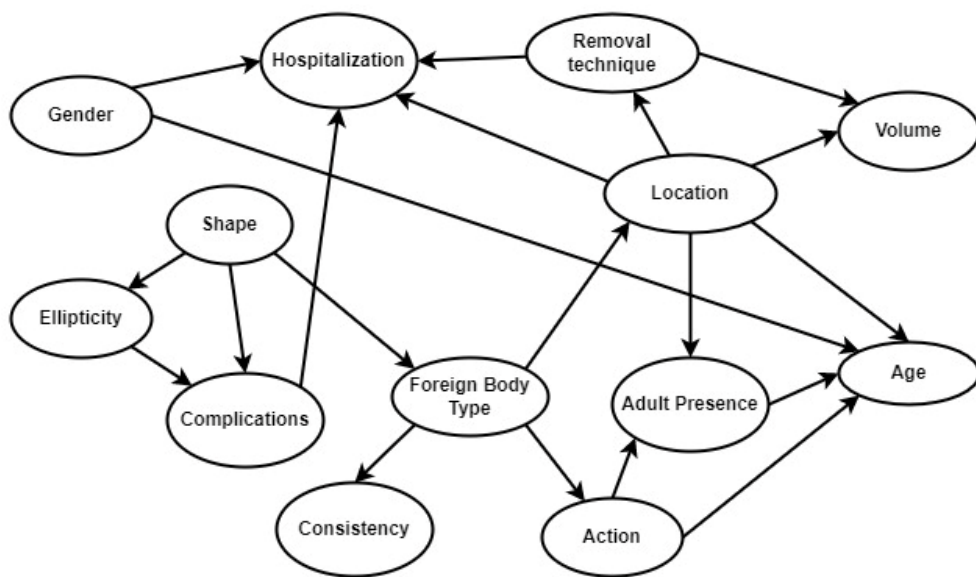 Hospitalization
Removal
technique
Gender
Volume
Location
Shape
Ellipticity
Complications
Foreign Body
Type
Adult Presence
Age
Consistency
Action